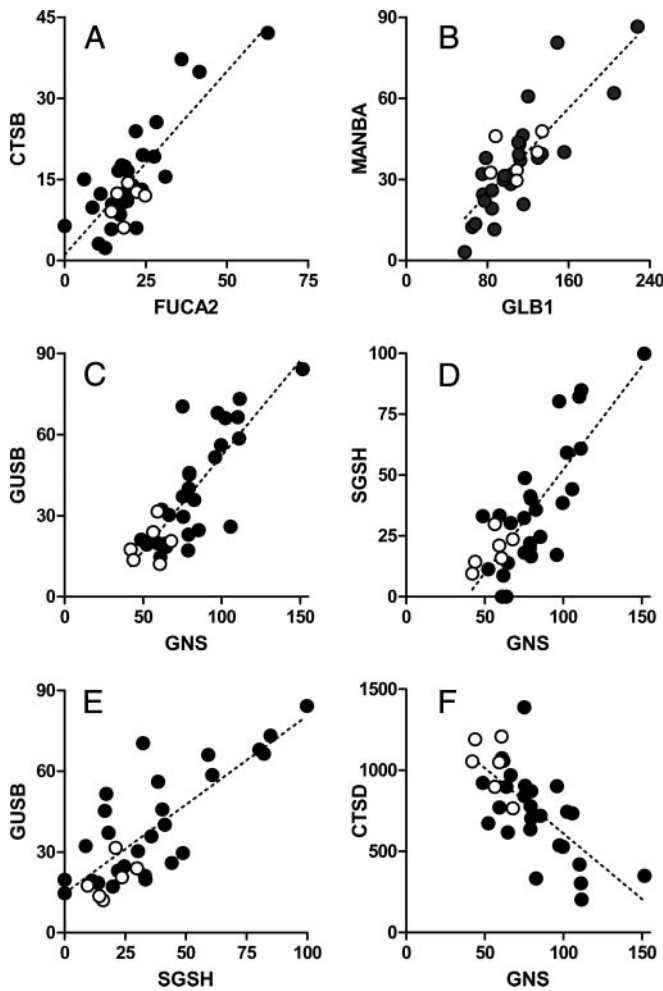 A
CTSB
45
30
15
0
0 25 50 75
FUCA2
B
MANBA
90
60
30
0
0 80 160 240
GLB1
C
GUSB
90
60
30
0
0 50 100 150
GNS
D
SGSH
100
75
50
25
0
0 50 100 150
GNS
E
GUSB
90
60
30
0
0 25 50 75 100
SGSH
F
CTSD
1500
1000
500
0
0 50 100 150
GNS